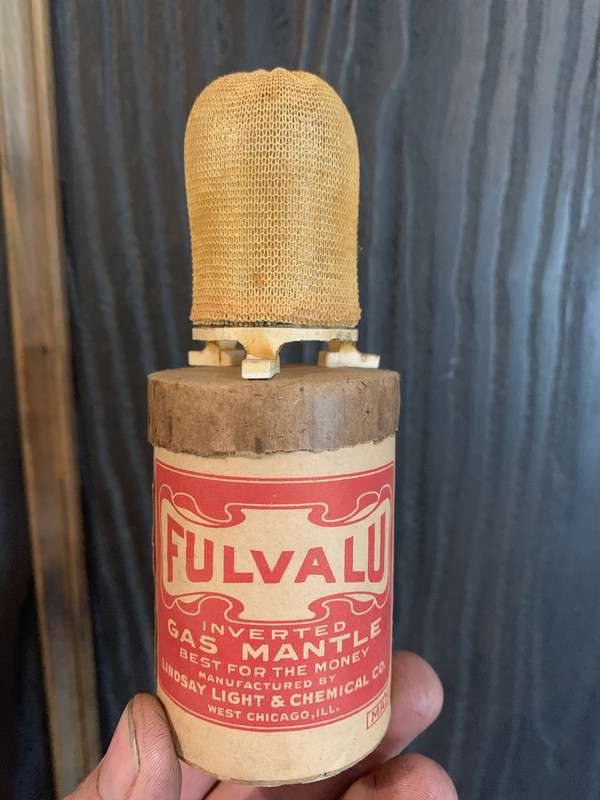 FULVALU
INVERTED
GAS MANTLE
BEST FOR THE MONEY
MANUFACTURED BY
LINDSAY LIGHT & CHEMICAL CO.
WEST CHICAGO, ILL.